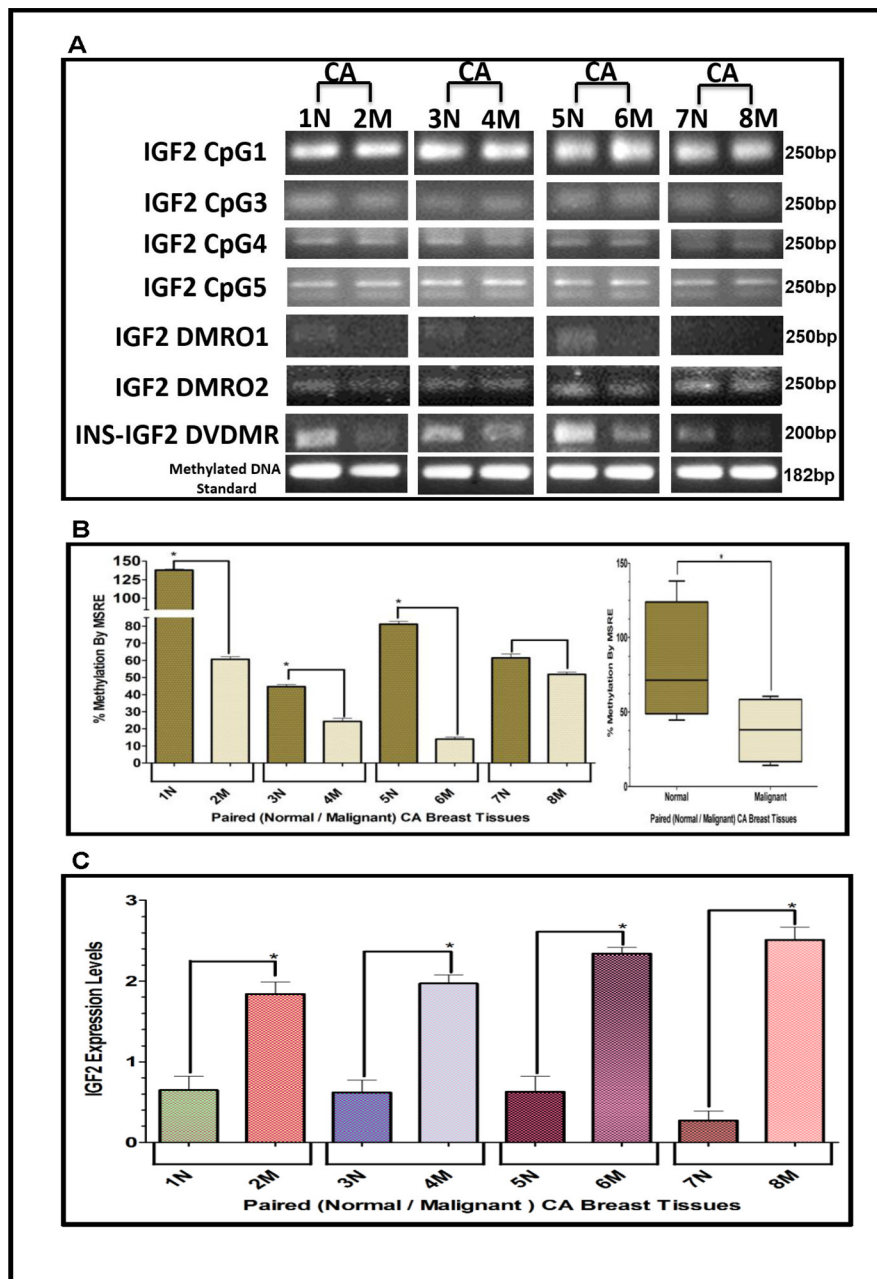 A
CA CA CA CA
1N 2M 3N 4M 5N 6M 7N 8M
IGF2 CpG1 250bp
IGF2 CpG3 250bp
IGF2 CpG4 250bp
IGF2 CpG5 250bp
IGF2 DMRO1 250bp
IGF2 DMRO2 250bp
INS-IGF2 DVDMR 200bp
Methylated DNA
Standard 182bp
B
% Methylation By MSRE
150
125
100
80
60
40
20
10
0
* * *
1N 2M 3N 4M 5N 6M 7N 8M
Paired (Normal / Malignant) CA Breast Tissues
% Methylation By MSRE
150
100
50
0
*
Normal Malignant
Paired (Normal / Malignant) CA Breast Tissues
C
IGF2 Expression Levels
3
2
1
0
* * * *
1N 2M 3N 4M 5N 6M 7N 8M
Paired (Normal / Malignant ) CA Breast Tissues